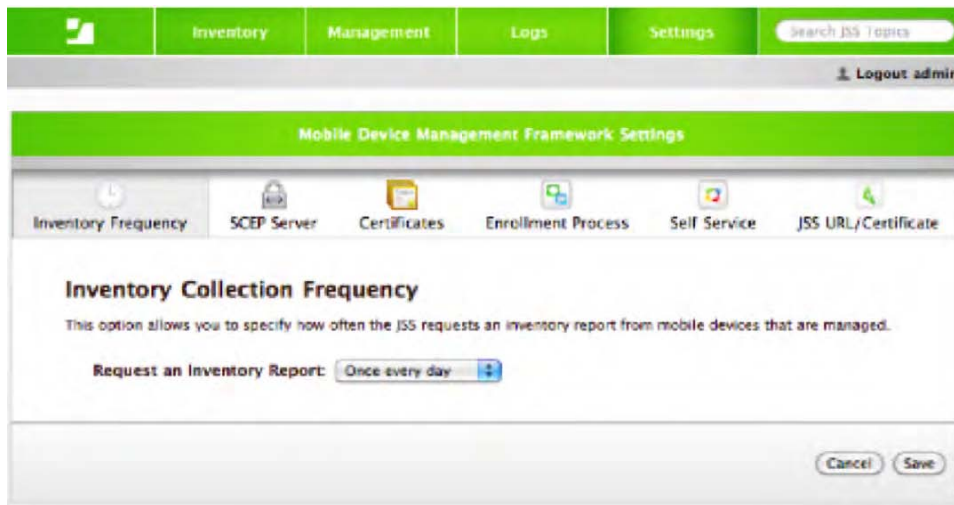 Inventory Management Logs Settings Search JSS Topics
Logout admin
Mobile Device Management Framework Settings
Inventory Frequency SCEP Server Certificates Enrollment Process Self Service JSS URL/Certificate
Inventory Collection Frequency
This option allows you to specify how often the JSS requests an inventory report from mobile devices that are managed.
Request an Inventory Report: Once every day
Cancel Save